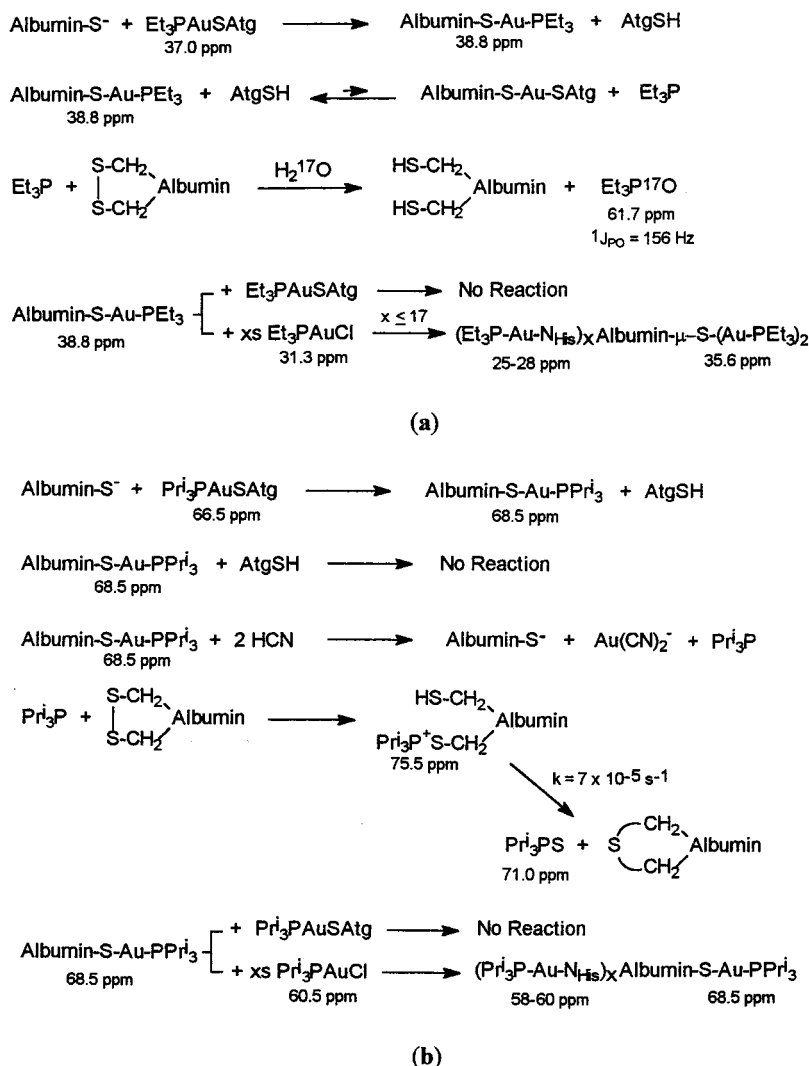 Albumin-S⁻ + Et₃PAuSAtg ⟶ Albumin-S-Au-PEt₃ + AtgSH
37.0 ppm 38.8 ppm
Albumin-S-Au-PEt₃ + AtgSH ⇌ Albumin-S-Au-SAtg + Et₃P
38.8 ppm
H₂¹⁷O
S-CH₂ HS-CH₂
Et₃P + Albumin ⟶ Albumin + Et₃P¹⁷O
S-CH₂ HS-CH₂
61.7 ppm
¹J_PO = 156 Hz
+ Et₃PAuSAtg ⟶ No Reaction
Albumin-S-Au-PEt₃
38.8 ppm
x ≤ 17
+ xs Et₃PAuCl ⟶ (Et₃P-Au-N_His)ₓAlbumin-μ-S-(Au-PEt₃)₂
31.3 ppm 25-28 ppm 35.6 ppm
(a)
Albumin-S⁻ + Prⁱ₃PAuSAtg ⟶ Albumin-S-Au-PPrⁱ₃ + AtgSH
66.5 ppm 68.5 ppm
Albumin-S-Au-PPrⁱ₃ + AtgSH ⟶ No Reaction
68.5 ppm
Albumin-S-Au-PPrⁱ₃ + 2 HCN ⟶ Albumin-S⁻ + Au(CN)₂⁻ + Prⁱ₃P
68.5 ppm
S-CH₂ HS-CH₂
Prⁱ₃P + Albumin ⟶ Albumin
S-CH₂ Prⁱ₃P⁺S-CH₂
75.5 ppm
k = 7 x 10⁻⁵ s⁻¹
CH₂
Prⁱ₃PS + S Albumin
CH₂
71.0 ppm
+ Prⁱ₃PAuSAtg ⟶ No Reaction
Albumin-S-Au-PPrⁱ₃
68.5 ppm
+ xs Prⁱ₃PAuCl ⟶ (Prⁱ₃P-Au-N_His)ₓAlbumin-S-Au-PPrⁱ₃
60.5 ppm 58-60 ppm 68.5 ppm
(b)